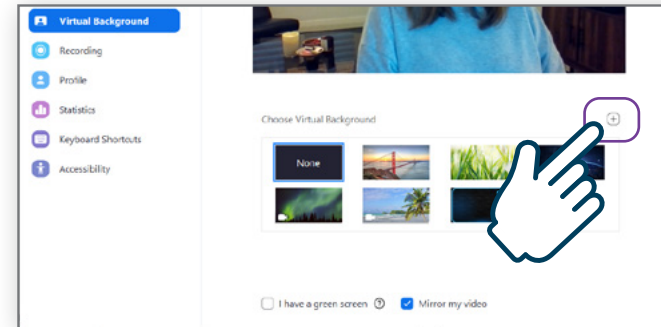 Virtual Background
Recording
Profile
Statistics
Keyboard Shortcuts
Accessibility
Choose Virtual Background
None
I have a green screen
Mirror my video